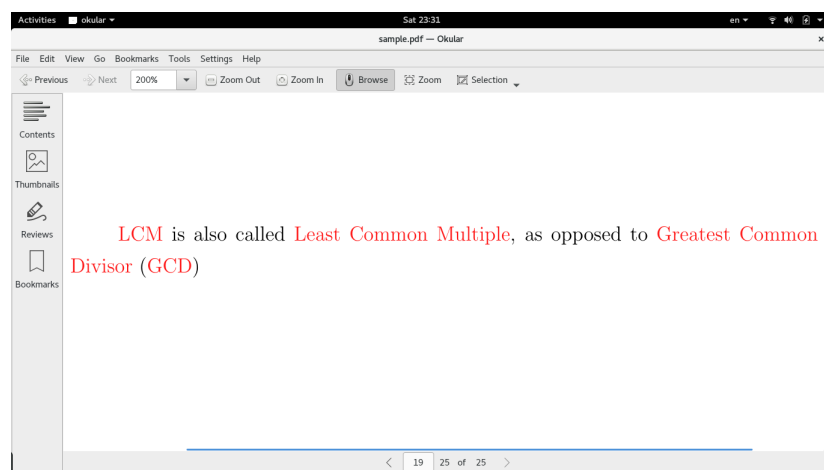 Activities okular Sat 23:31 en
sample.pdf — Okular ×
File Edit View Go Bookmarks Tools Settings Help
Previous Next 200% Zoom Out Zoom In Browse Zoom Selection
Contents
Thumbnails
Reviews
Bookmarks
LCM is also called Least Common Multiple, as opposed to Greatest Common
Divisor (GCD)
19 25 of 25